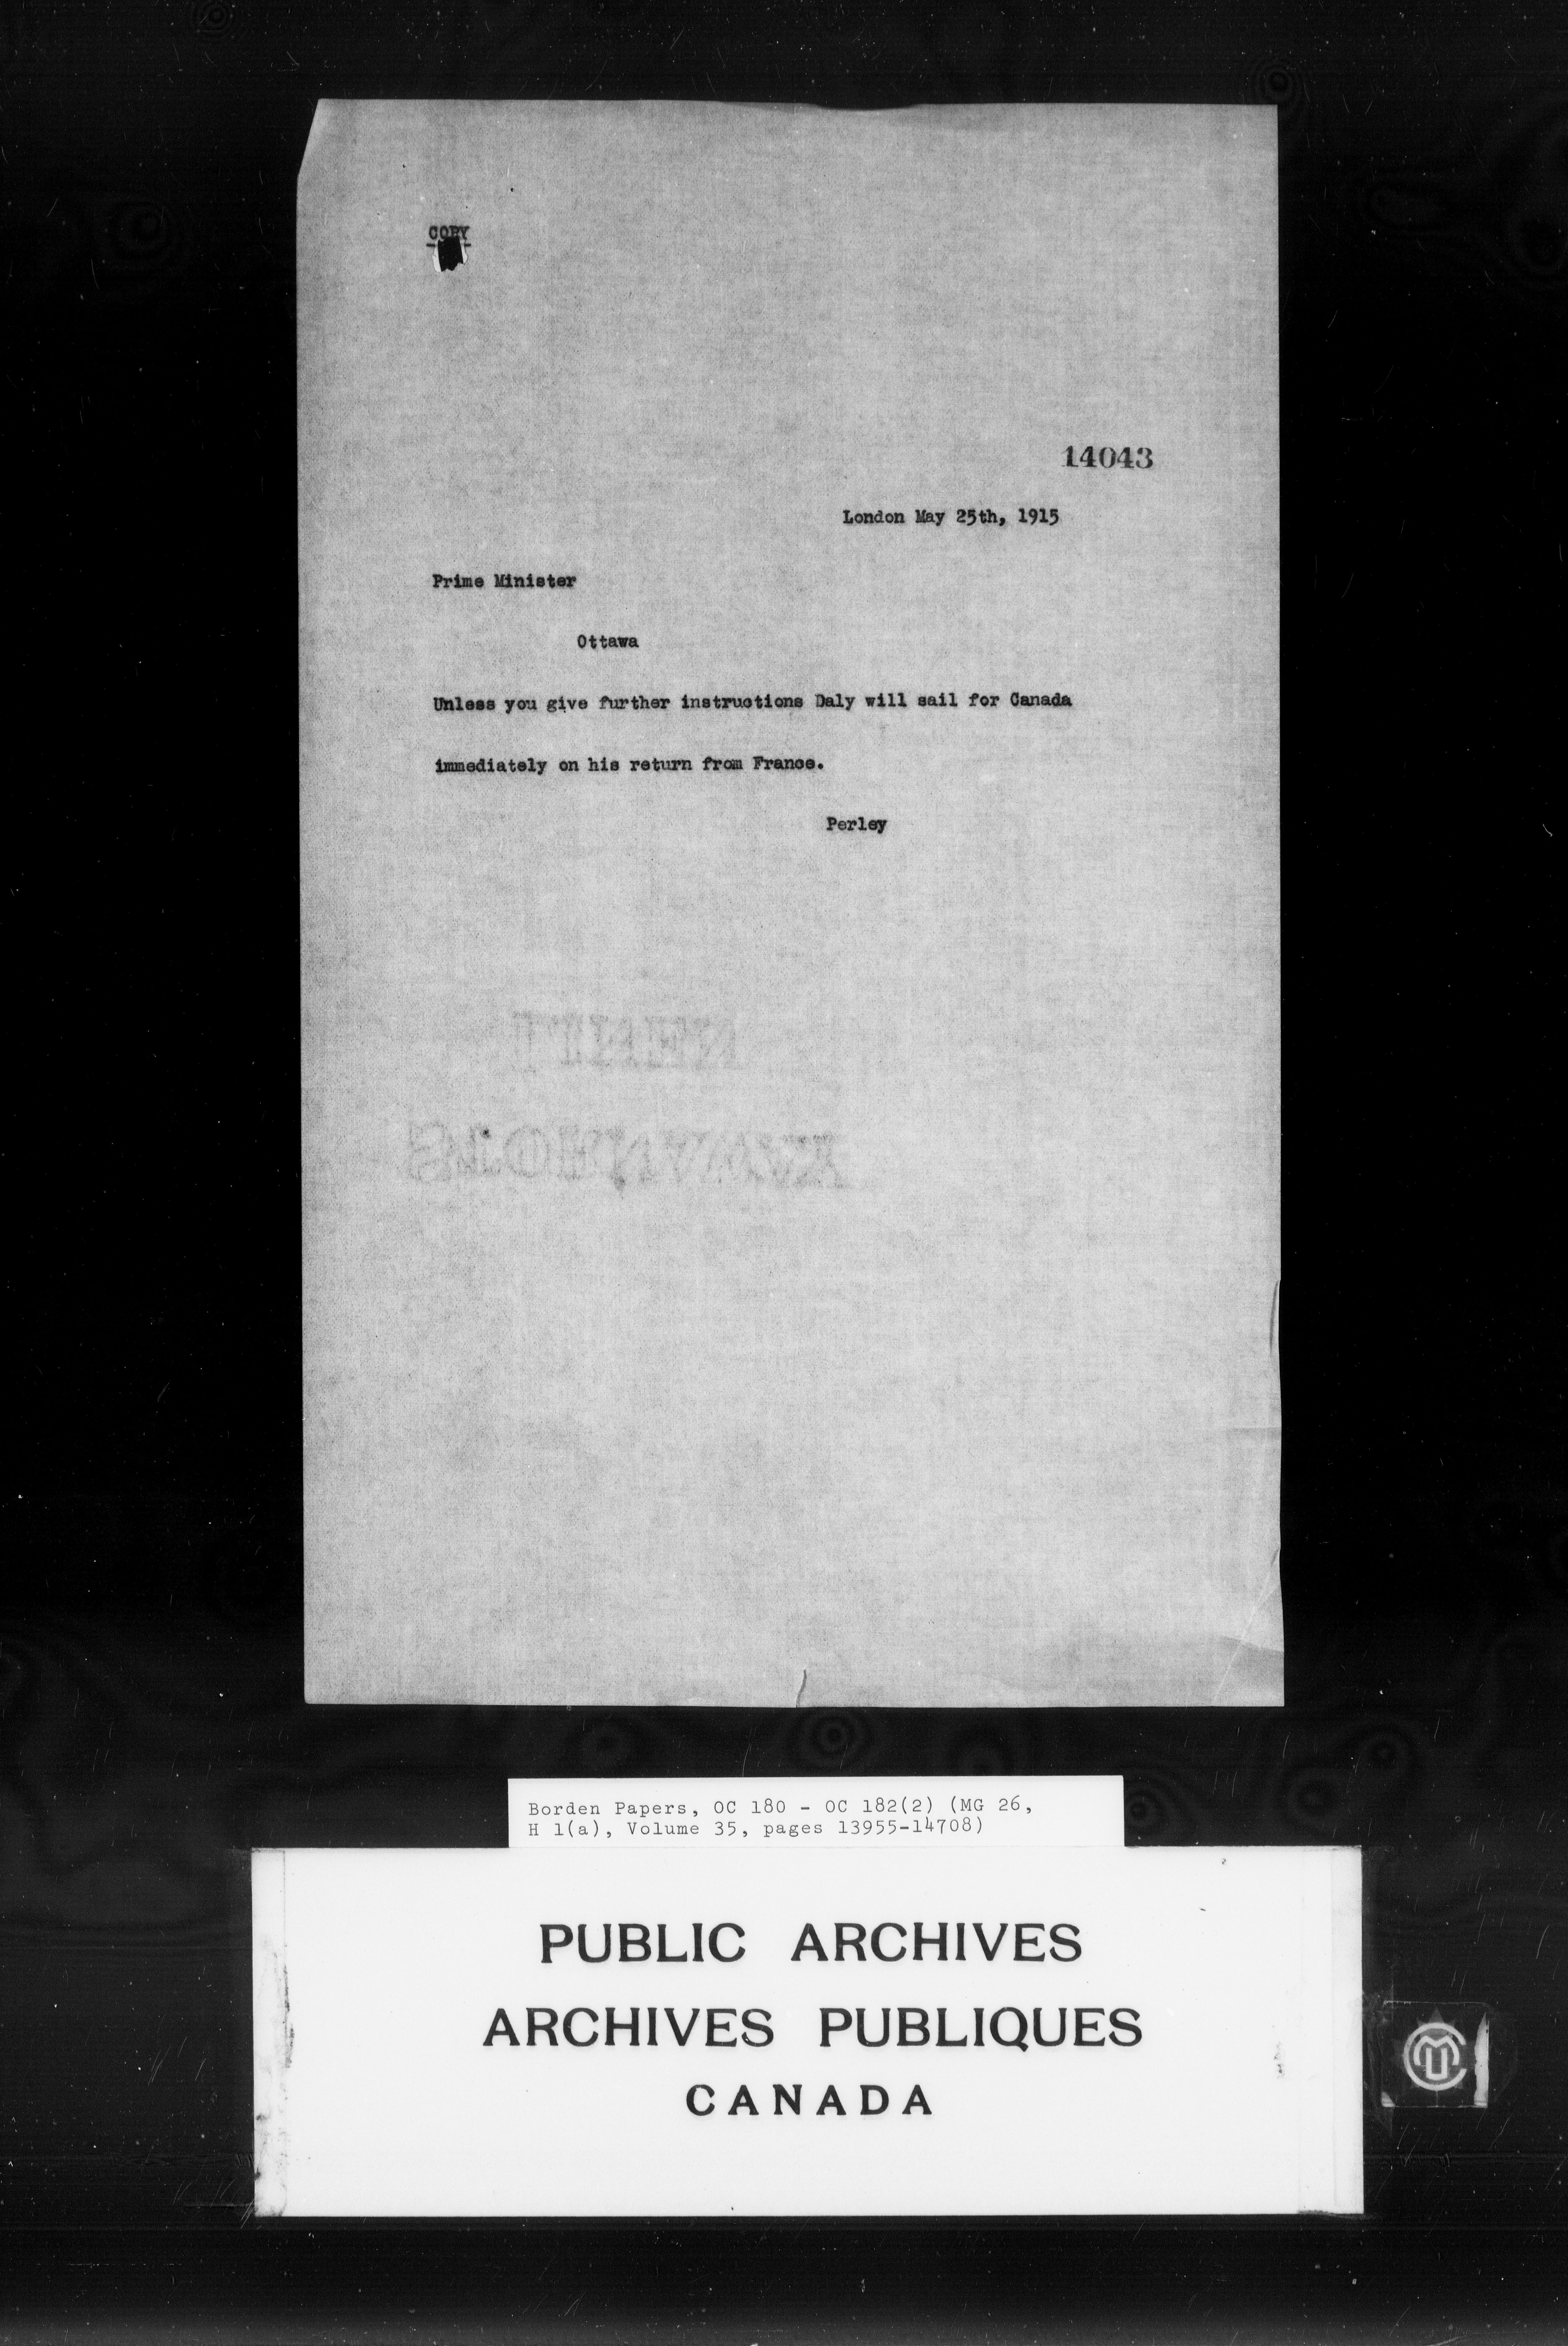 COPY
14043
London May 25th, 1915
Prime Minister
Ottawa
Unless you give further instructions Daly will sail for Canada
immediately on his return from France.
Perley
Borden Papers, OC 180 - OC 182(2) (MG 26,
H 1(a), Volume 35, pages 13955-14708)
PUBLIC ARCHIVES
ARCHIVES PUBLIQUES
CANADA